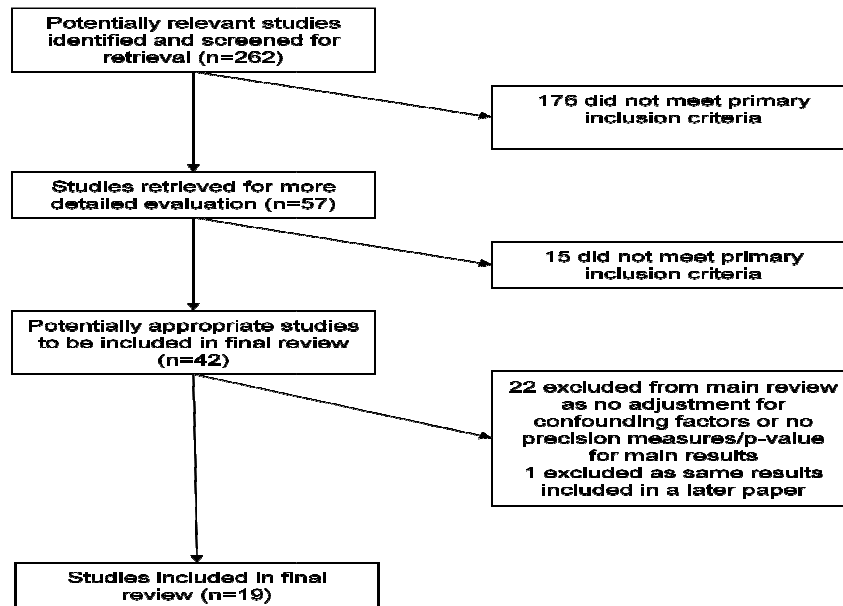 Potentially relevant studies
identified and screened for
retrieval (n=262)
176 did not meet primary
inclusion criteria
Studies retrieved for more
detailed evaluation (n=57)
15 did not meet primary
inclusion criteria
Potentially appropriate studies
to be included in final review
(n=42)
22 excluded from main review
as no adjustment for
confounding factors or no
precision measures/p-value
for main results
1 excluded as same results
included in a later paper
Studies included in final
review (n=19)